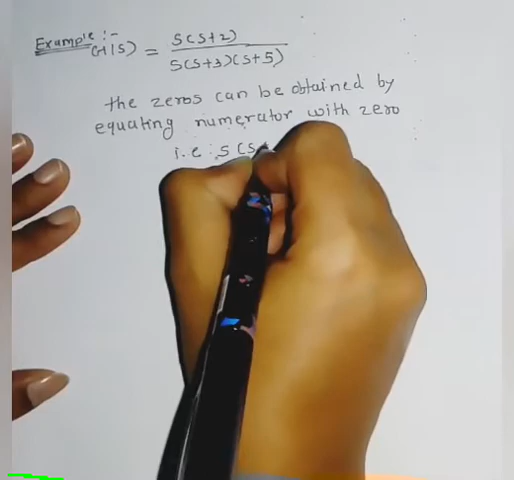 Example :-
G(s) = s(s+2) / s(s+3)(s+5)
the zeros can be obtained by
equating numerator with zero
i.e : s(s+